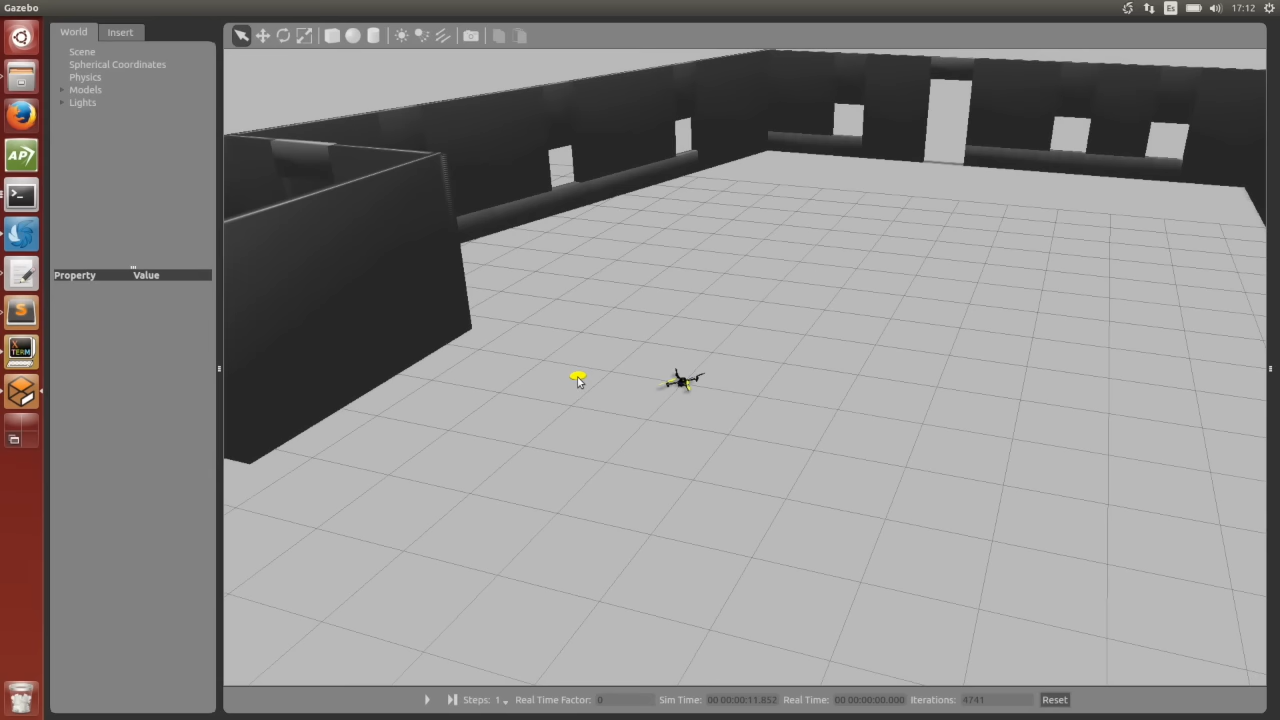 Gazebo
Es
17:12
World Insert
Scene
Spherical Coordinates
Physics
Models
Lights
Property Value
AP
TERM
Steps: 1 Real Time Factor: 0 Sim Time: 00 00:00:11.852 Real Time: 00 00:00:00.000 Iterations: 4741 Reset